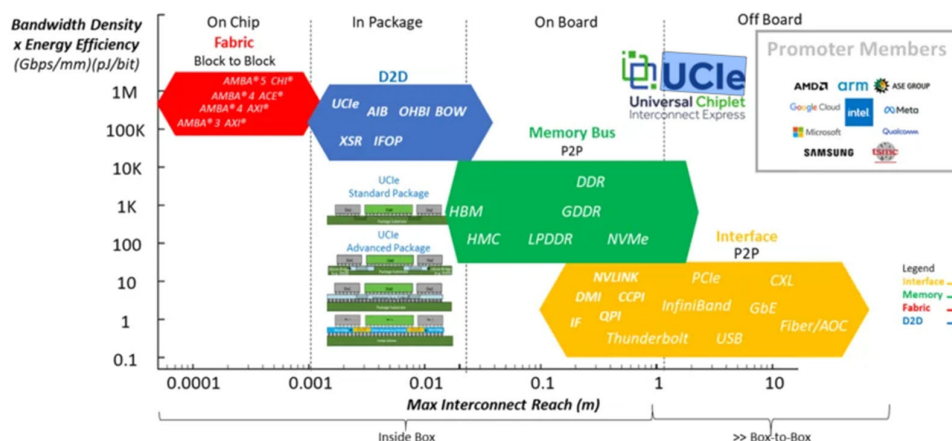 Bandwidth Density
x Energy Efficiency
(Gbps/mm)(pJ/bit)
On Chip
In Package
On Board
Off Board
Fabric
Block to Block
AMBA® 5 CHI®
AMBA® 4 ACE®
AMBA® 4 AXI®
AMBA® 3 AXI®
D2D
UCIe
AIB OHBI BOW
XSR IFOP
UCIe
Universal Chiplet
Interconnect Express
Promoter Members
AMD arm ASE GROUP
Google Cloud intel. Meta
Microsoft Qualcomm
SAMSUNG tsmc
Memory Bus
P2P
DDR
HBM GDDR
HMC LPDDR NVMe
UCIe
Standard Package
UCIe
Advanced Package
Interface
P2P
NVLINK PCIe CXL
DMI CCPI InfiniBand GbE
IF QPI Fiber/AOC
Thunderbolt USB
Legend
Interface
Memory
Fabric
D2D
1M
100K
10K
1K
100
10
1
0.1
0.0001 0.001 0.01 0.1 1 10
Max Interconnect Reach (m)
Inside Box
>> Box-to-Box